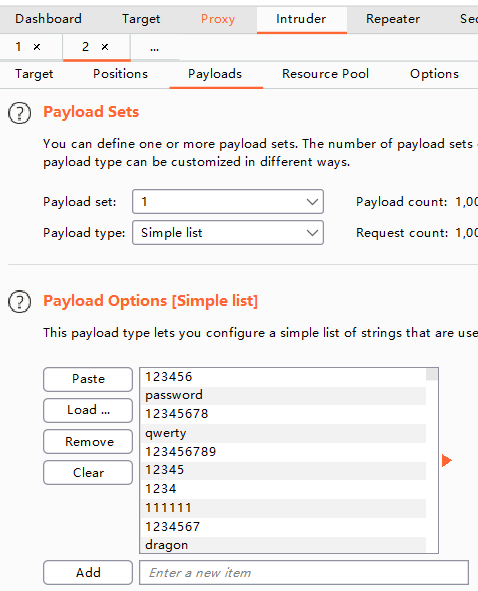 Dashboard Target Proxy Intruder Repeater
1 × 2 × ...
Target Positions Payloads Resource Pool Options
? Payload Sets
You can define one or more payload sets. The number of payload sets
payload type can be customized in different ways.
Payload set: 1 Payload count: 1,00
Payload type: Simple list Request count: 1,00
? Payload Options [Simple list]
This payload type lets you configure a simple list of strings that are
Paste
Load ...
Remove
Clear
123456
password
12345678
qwerty
123456789
12345
1234
111111
1234567
dragon
Add Enter a new item